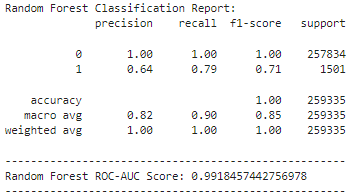 Random Forest Classification Report:
precision recall f1-score support
0 1.00 1.00 1.00 257834
1 0.64 0.79 0.71 1501
accuracy 1.00 259335
macro avg 0.82 0.90 0.85 259335
weighted avg 1.00 1.00 1.00 259335
------------------------------------------------------
Random Forest ROC-AUC Score: 0.9918457442756978
------------------------------------------------------